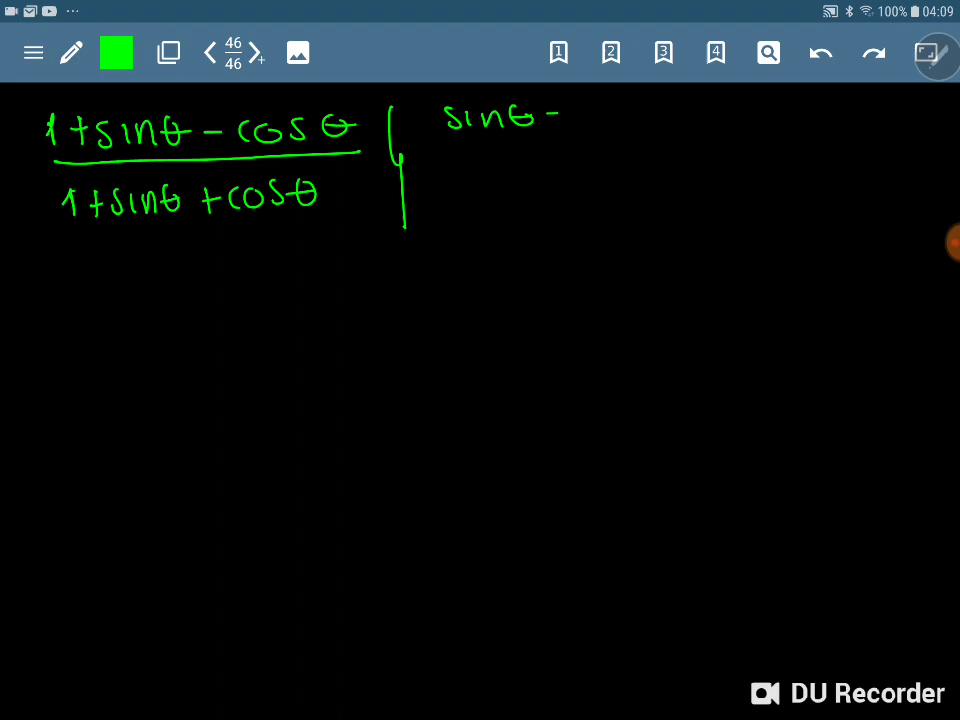 100% 04:09
46
46
1 2 3 4
1+sinθ-cosθ
1+sinθ+cosθ
sinθ-
DU Recorder